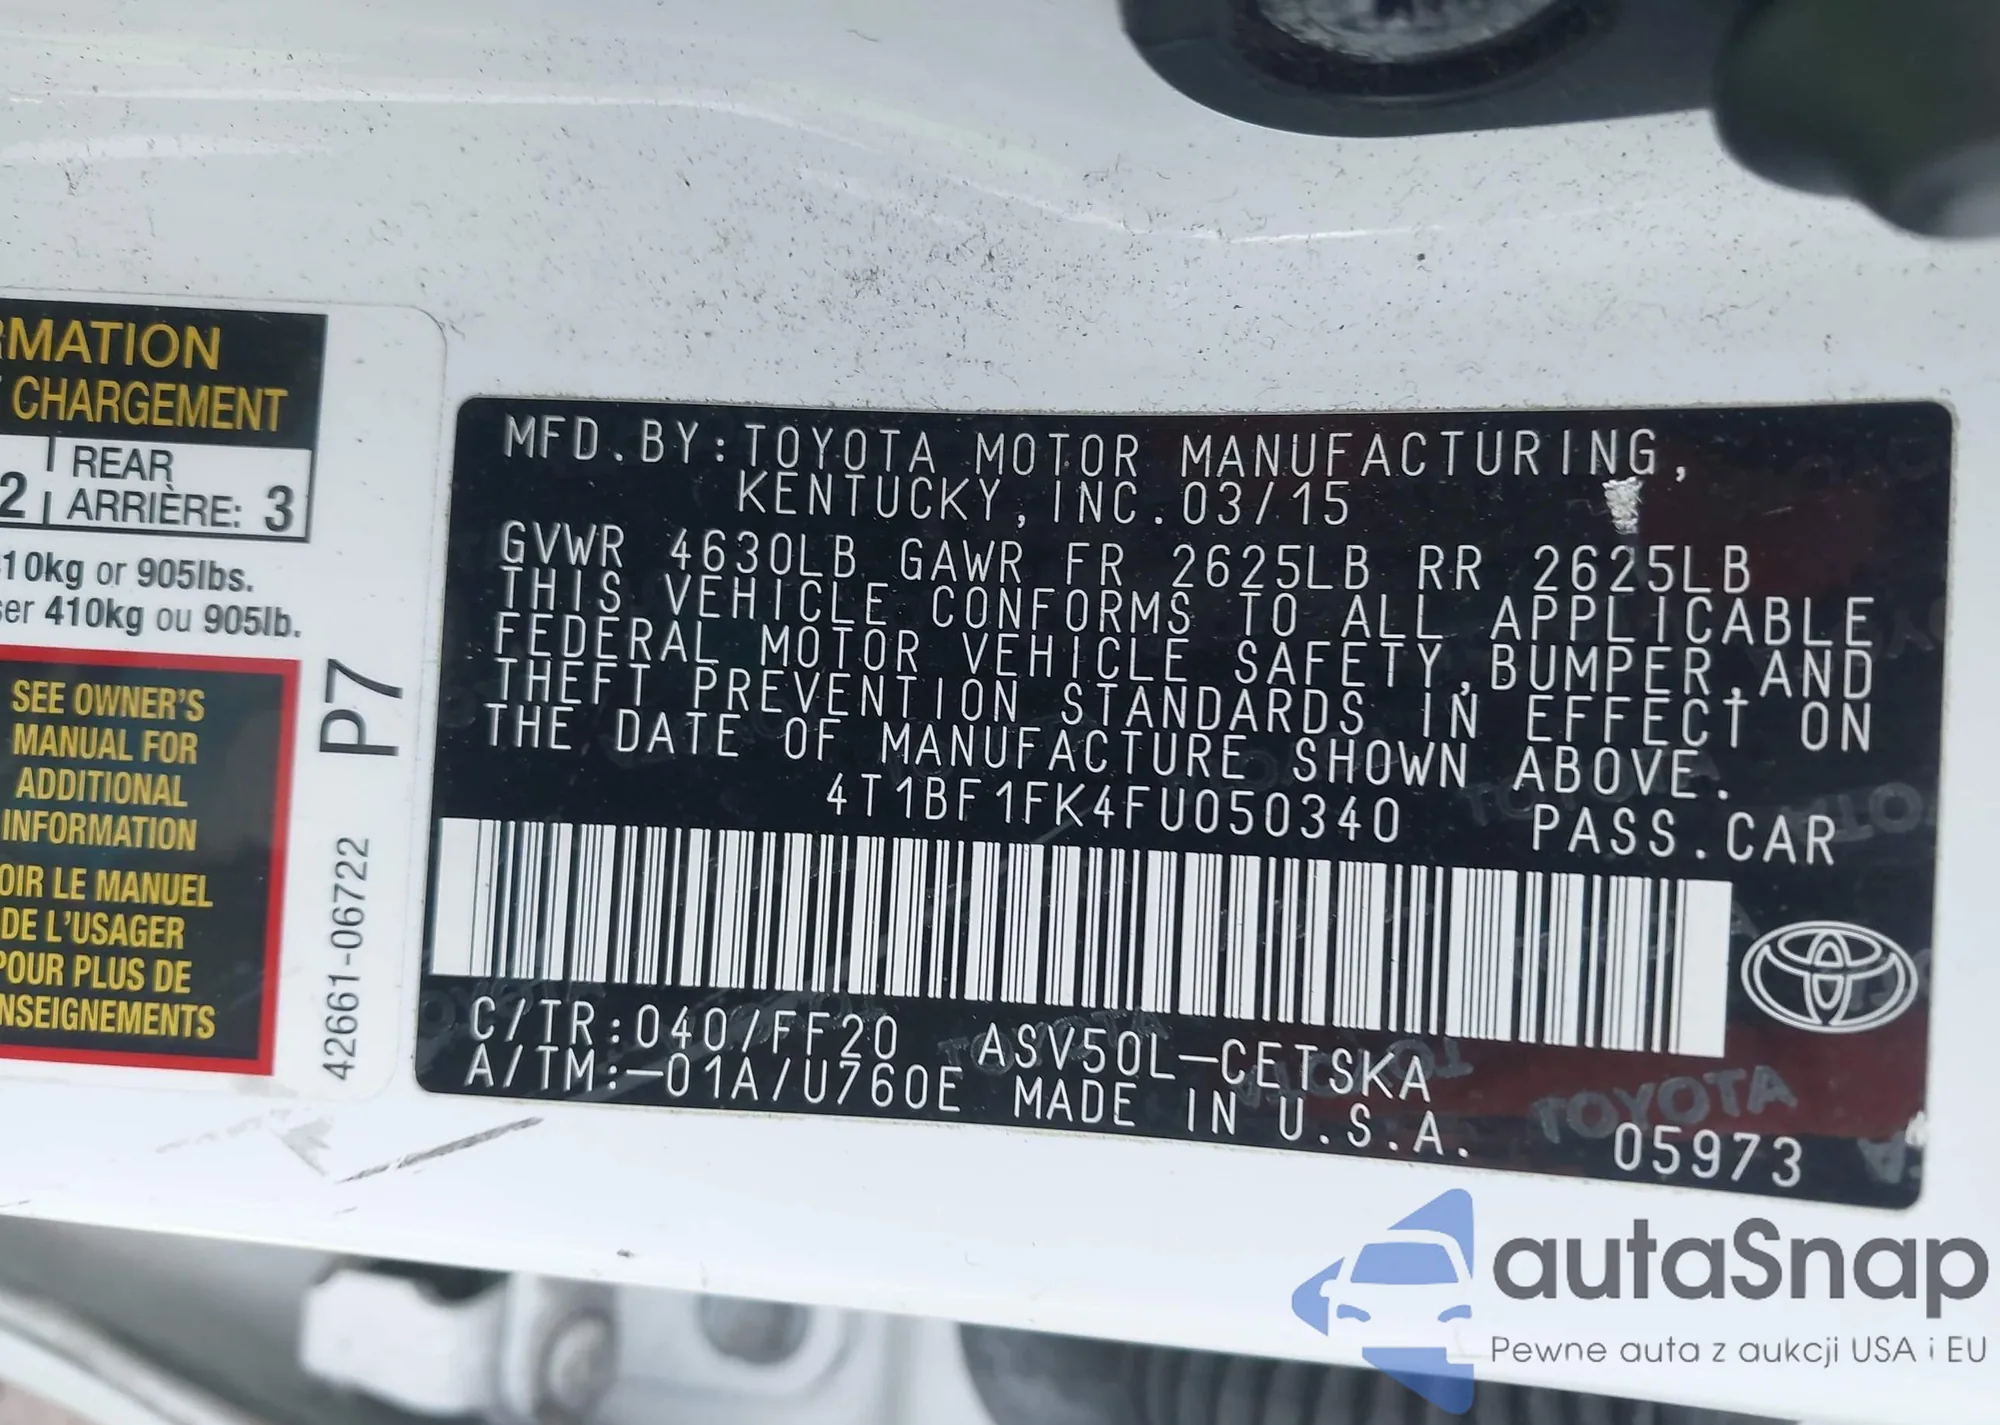 RMATION
CHARGEMENT
2 | REAR
ARRIÈRE: 3
10kg or 905lbs.
ser 410kg ou 905lb.
SEE OWNER'S
MANUAL FOR
ADDITIONAL
INFORMATION
OIR LE MANUEL
DE L'USAGER
POUR PLUS DE
NSEIGNEMENTS
P7
42661-06722
MFD.BY:TOYOTA MOTOR MANUFACTURING,
KENTUCKY,INC.03/15
GVWR 4630LB GAWR FR 2625LB RR 2625LB
THIS VEHICLE CONFORMS TO ALL APPLICABLE
FEDERAL MOTOR VEHICLE SAFETY,BUMPER,AND
THEFT PREVENTION STANDARDS IN EFFECT ON
THE DATE OF MANUFACTURE SHOWN ABOVE.
4T1BF1FK4FU050340 PASS.CAR
C/TR:040/FF20 ASV50L-CETSKA
A/TM:-01A/U760E MADE IN U.S.A.
TOYOTA
05973
autaSnap
Pewne auta z aukcji USA i EU